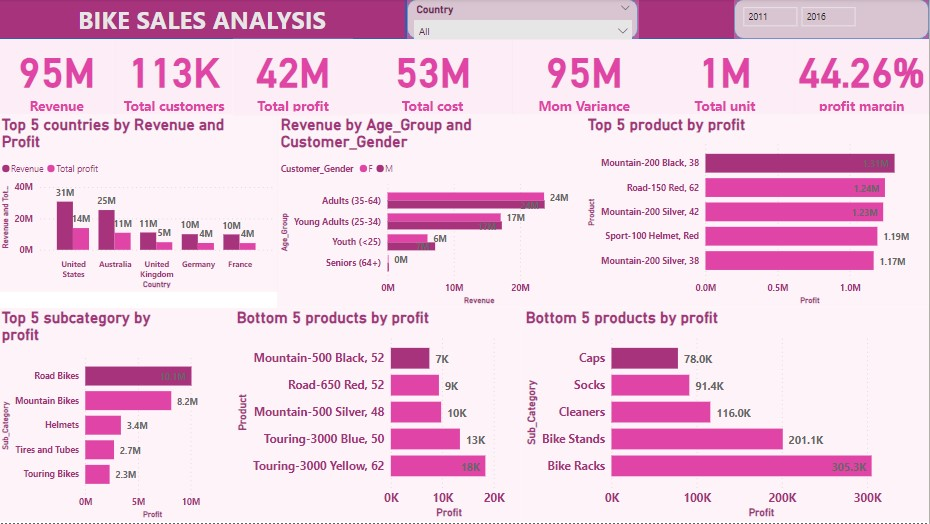 BIKE SALES ANALYSIS
Country
All
2011
2016
95M
Revenue
113K
Total customers
42M
Total profit
53M
Total cost
95M
Mom Variance
1M
Total unit
44.26%
profit margin
Top 5 countries by Revenue and
Profit
Revenue Total profit
Revenue and Tot...
40M
20M
0M
31M
14M
25M
11M
11M
5M
10M
4M
10M
4M
United
States
Australia
United
Kingdom
Germany
France
Country
Revenue by Age_Group and
Customer_Gender
Customer_Gender F M
Age_Group
Adults (35-64)
24M
Young Adults (25-34)
17M
Youth (<25)
6M
Seniors (64+)
0M
0M
10M
20M
Revenue
Top 5 product by profit
Product
Mountain-200 Black, 38
Road-150 Red, 62
1.24M
Mountain-200 Silver, 42
1.23M
Sport-100 Helmet, Red
1.19M
Mountain-200 Silver, 38
1.17M
0.0M
0.5M
1.0M
Profit
Top 5 subcategory by
profit
Sub_Category
Road Bikes
Mountain Bikes
8.2M
Helmets
3.4M
Tires and Tubes
2.7M
Touring Bikes
2.3M
0M
5M
10M
Profit
Bottom 5 products by profit
Product
Mountain-500 Black, 52
7K
Road-650 Red, 52
9K
Mountain-500 Silver, 48
10K
Touring-3000 Blue, 50
13K
Touring-3000 Yellow, 62
18K
0K
10K
20K
Profit
Bottom 5 products by profit
Sub_Category
Caps
78.0K
Socks
91.4K
Cleaners
116.0K
Bike Stands
201.1K
Bike Racks
305.3K
0K
100K
200K
300K
Profit